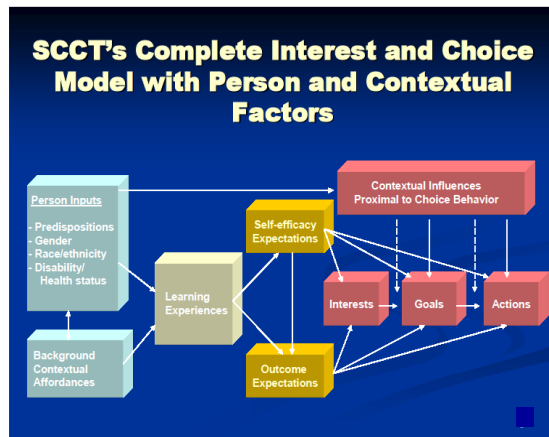 SCCT's Complete Interest and Choice
Model with Person and Contextual
Factors
Person Inputs
- Predispositions
- Gender
- Race/ethnicity
- Disability/
Health status
Background
Contextual
Affordances
Learning
Experiences
Self-efficacy
Expectations
Outcome
Expectations
Contextual Influences
Proximal to Choice Behavior
Interests
Goals
Actions